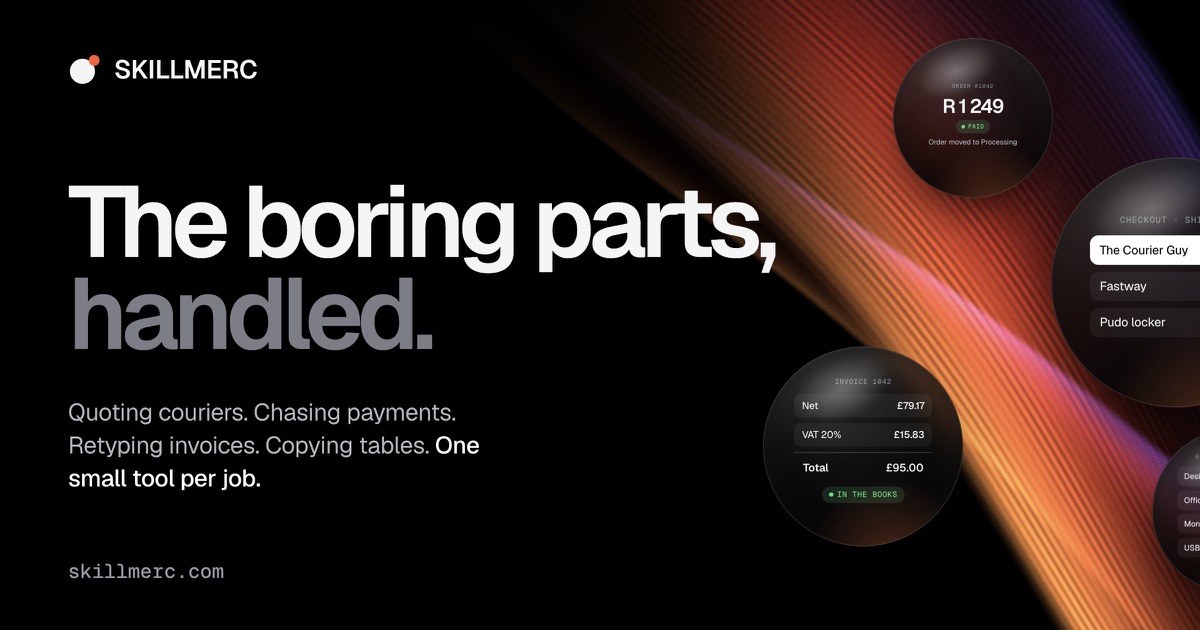 SKILLMERC
The boring parts,
handled.
Quoting couriers. Chasing payments.
Retyping invoices. Copying tables. One
small tool per job.
skillmerc.com
ORDER #1042
R1249
PAID
Order moved to Processing
CHECKOUT ·
The Courier Guy
Fastway
Pudo locker
INVOICE 1042
Net £79.17
VAT 20% £15.83
Total £95.00
IN THE BOOKS
USB